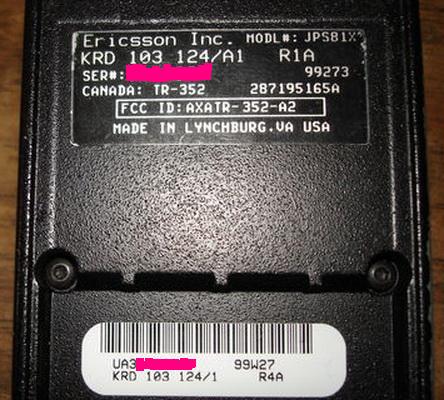 Ericsson Inc. MODL#: JPS81X
KRD 103 124/A1 R1A
SER#: 99273
CANADA: TR-352 287195165A
FCC ID:AXATR-352-A2
MADE IN LYNCHBURG.VA USA
UA3 99W27
KRD 103 124/1 R4A